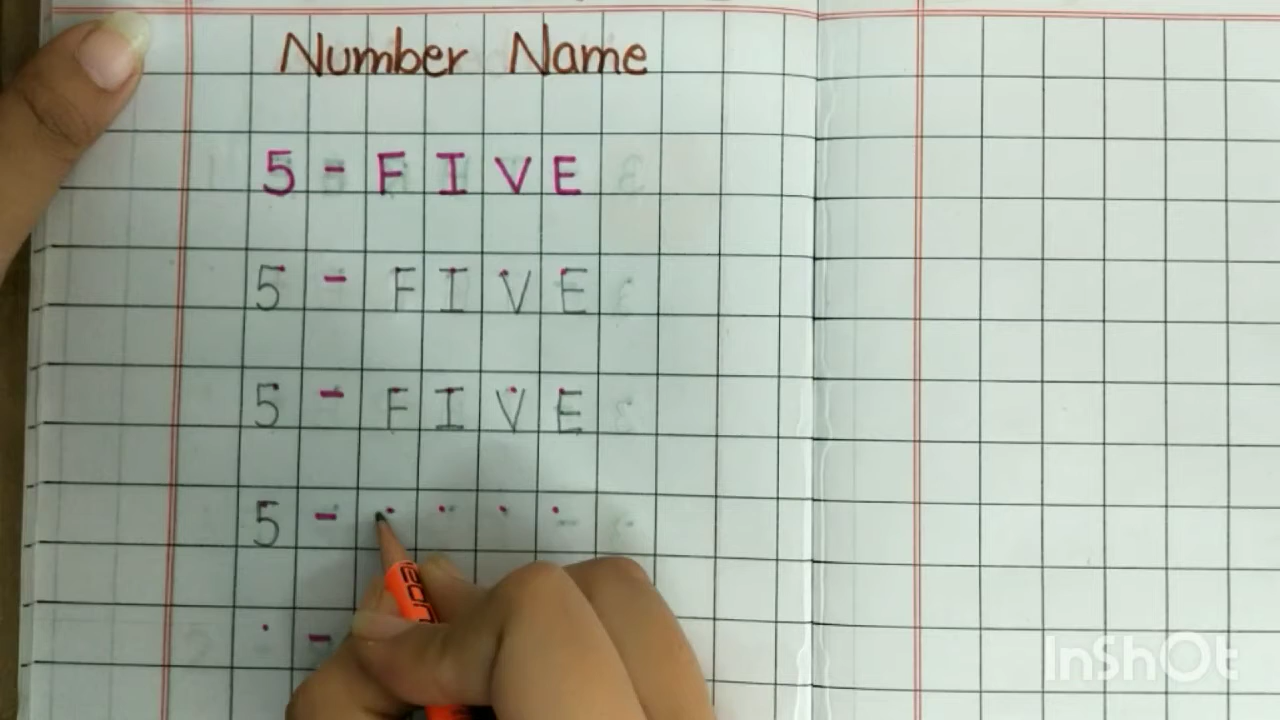 Number Name
5 - FIVE
5 - FIVE
5 - FIVE
5 -
-
InShOt